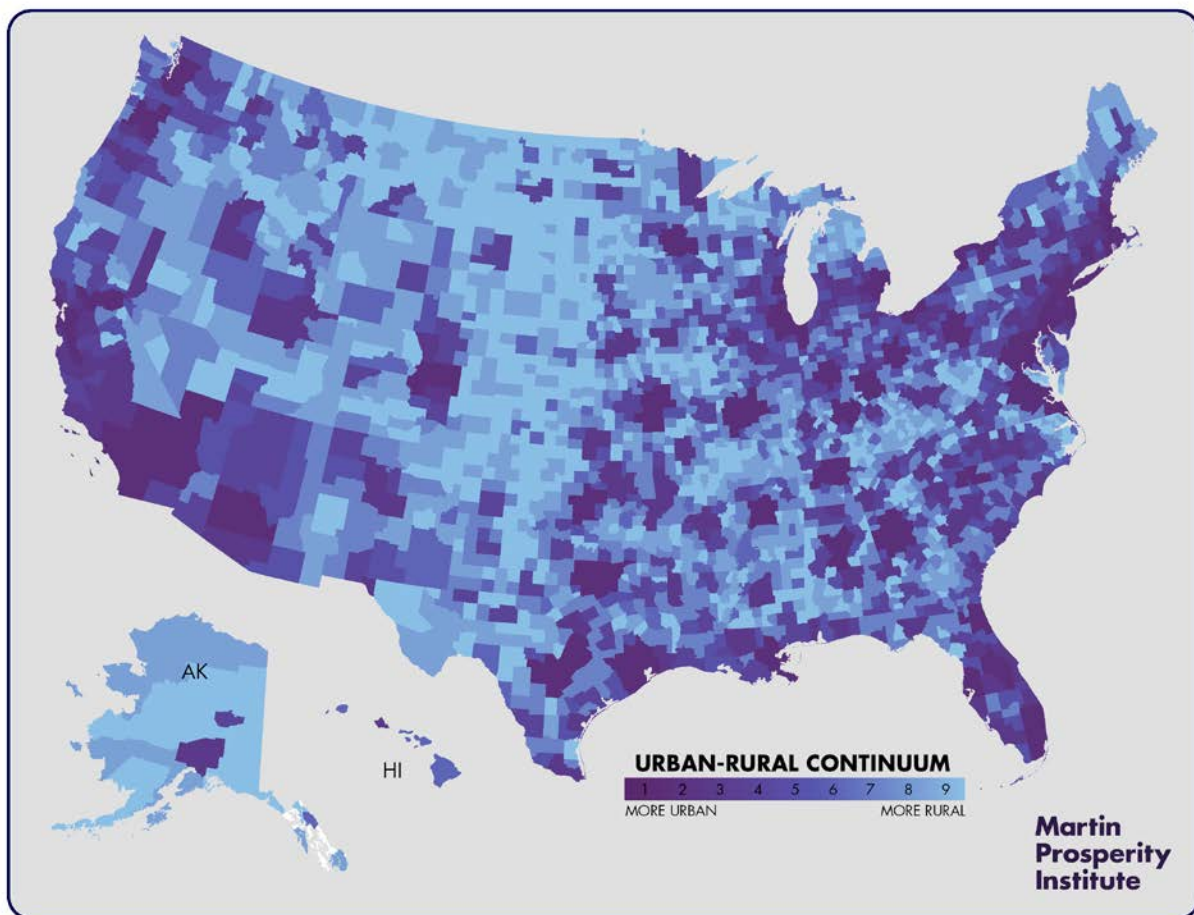 AK
HI
URBAN-RURAL CONTINUUM
1 2 3 4 5 6 7 8 9
MORE URBAN MORE RURAL
Martin
Prosperity
Institute